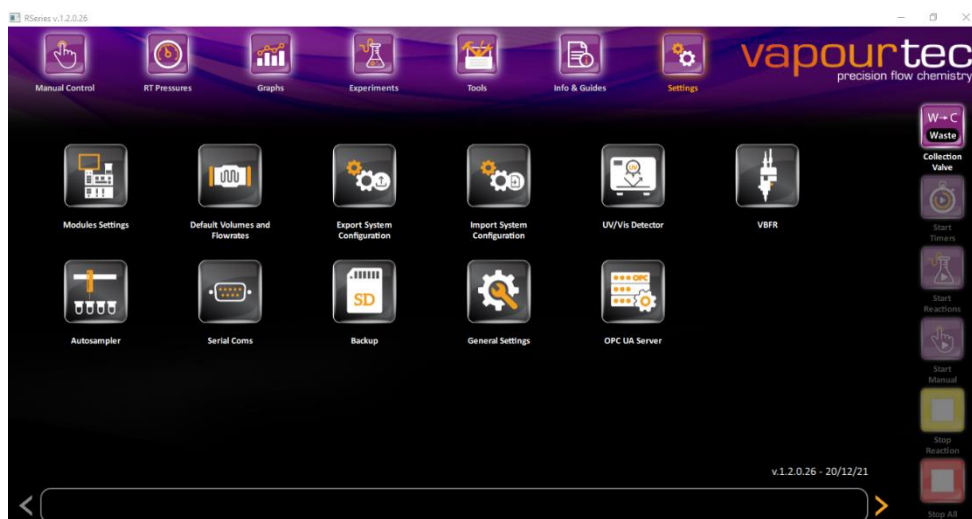 RSeries v.1.2.0.26
Manual Control
RT Pressures
Graphs
Experiments
Tools
Info & Guides
Settings
vapourtec
precision flow chemistry
W→C
Waste
Collection
Valve
Modules Settings
Default Volumes and
Flowrates
Export System
Configuration
Import System
Configuration
UV
UV/Vis Detector
VBFR
Start
Timers
Autosampler
Serial Coms
SD
Backup
General Settings
OPC
OPC UA Server
Start
Reactions
Start
Manual
Stop
Reaction
v.1.2.0.26 - 20/12/21
Stop All